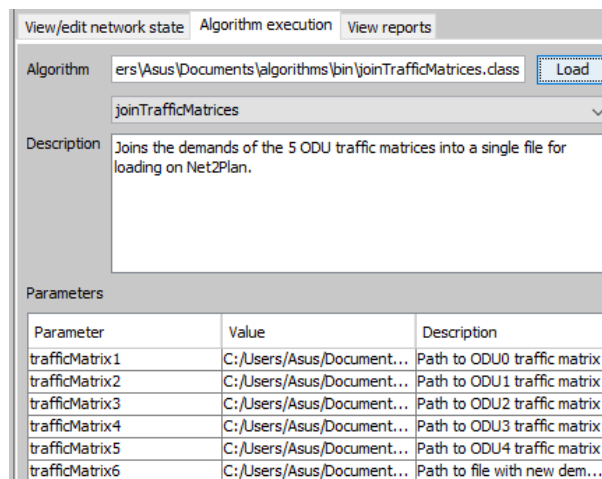 View/edit network state Algorithm execution View reports
Algorithm ers\Asus\Documents\algorithms\bin\joinTrafficMatrices.class Load
joinTrafficMatrices
Description Joins the demands of the 5 ODU traffic matrices into a single file for
loading on Net2Plan.
Parameters
Parameter Value Description
trafficMatrix1 C:/Users/Asus/Document... Path to ODU0 traffic matrix
trafficMatrix2 C:/Users/Asus/Document... Path to ODU1 traffic matrix
trafficMatrix3 C:/Users/Asus/Document... Path to ODU2 traffic matrix
trafficMatrix4 C:/Users/Asus/Document... Path to ODU3 traffic matrix
trafficMatrix5 C:/Users/Asus/Document... Path to ODU4 traffic matrix
trafficMatrix6 C:/Users/Asus/Document... Path to file with new dem...